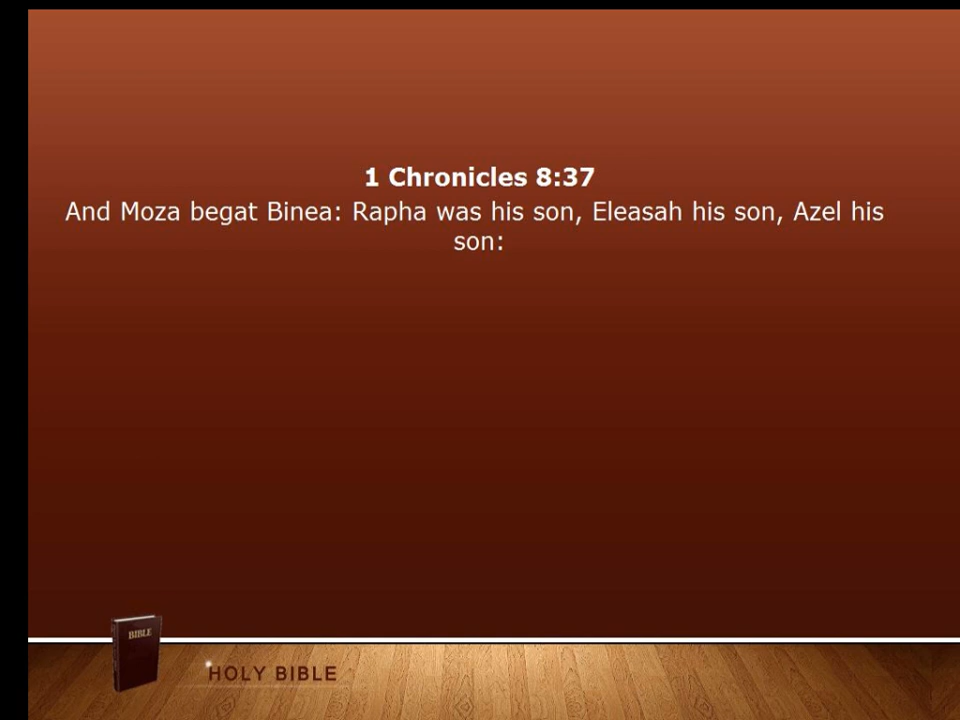 1 Chronicles 8:37
And Moza begat Binea: Rapha was his son, Eleasah his son, Azel his
son:
BIBLE
HOLY BIBLE